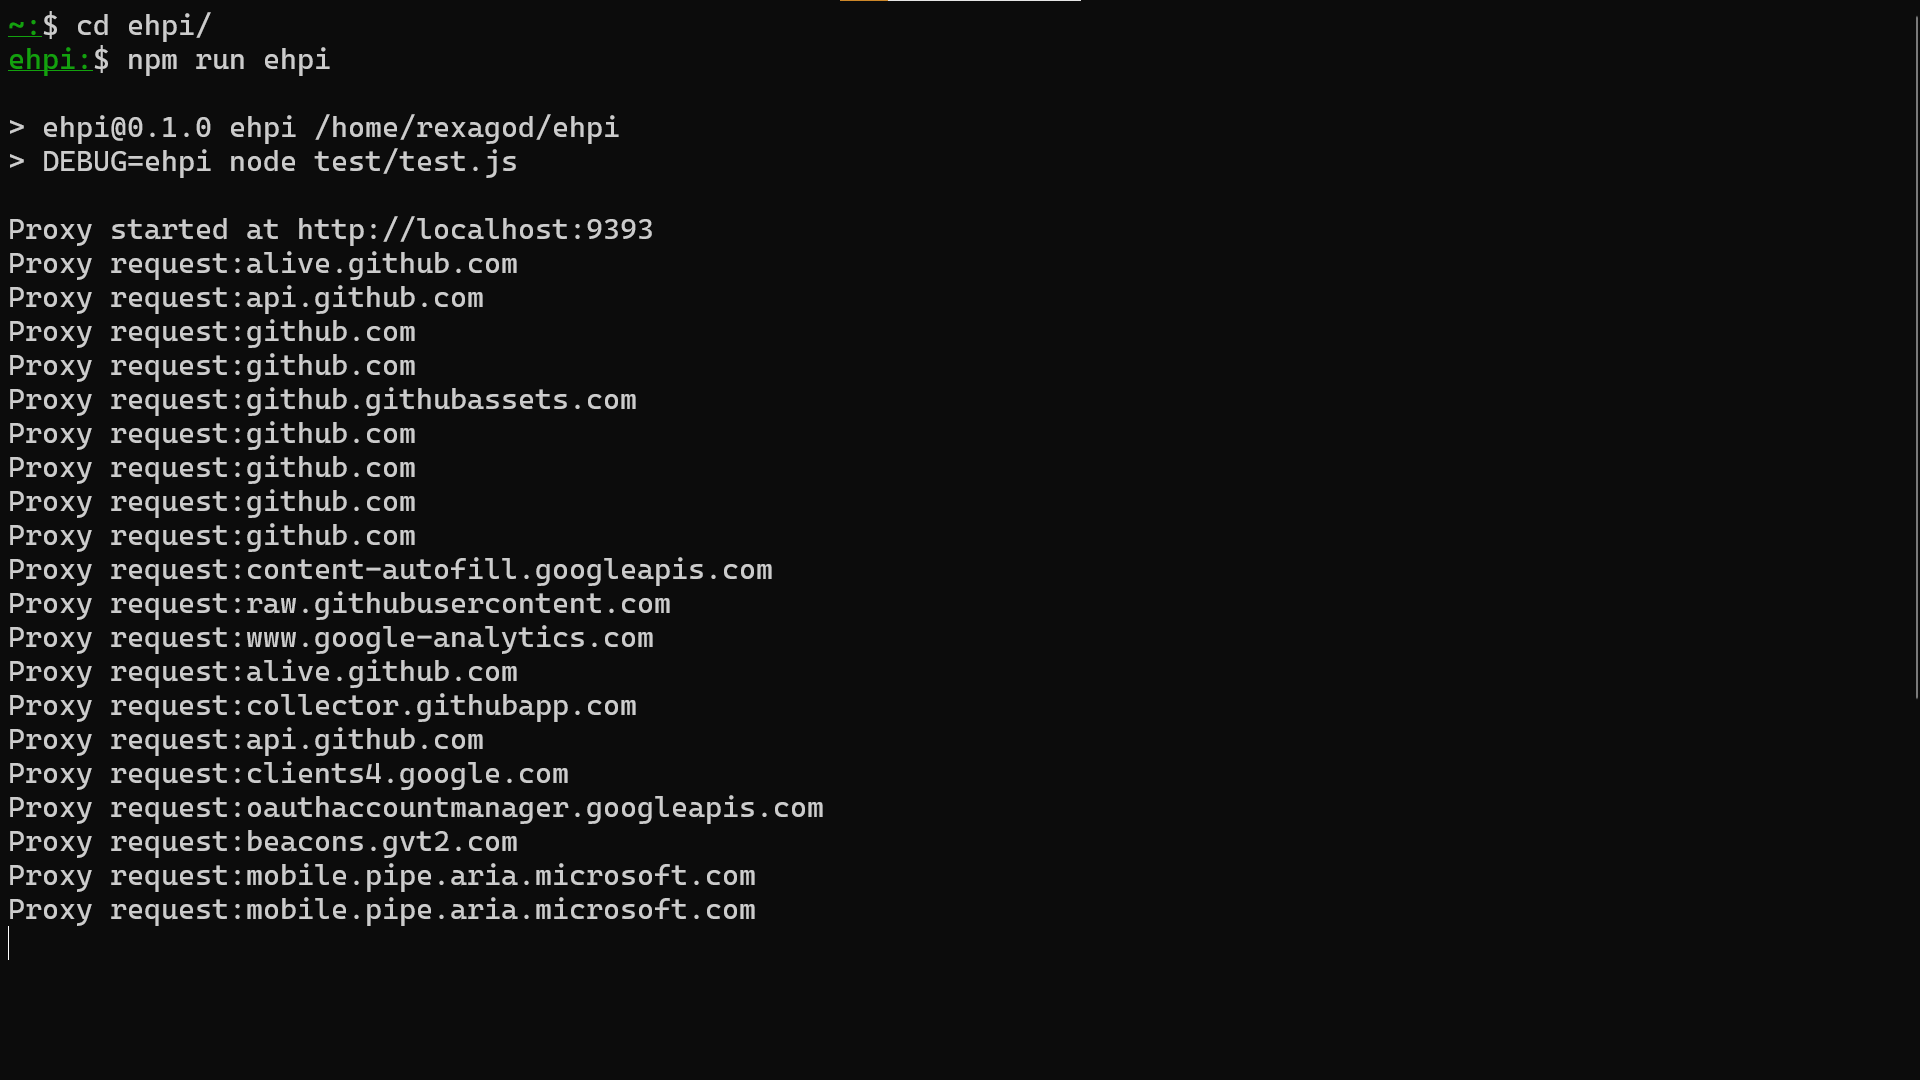 ~:$ cd ehpi/
ehpi:$ npm run ehpi
> ehpi@0.1.0 ehpi /home/rexagod/ehpi
> DEBUG=ehpi node test/test.js
Proxy started at http://localhost:9393
Proxy request:alive.github.com
Proxy request:api.github.com
Proxy request:github.com
Proxy request:github.com
Proxy request:github.githubassets.com
Proxy request:github.com
Proxy request:github.com
Proxy request:github.com
Proxy request:github.com
Proxy request:content-autofill.googleapis.com
Proxy request:raw.githubusercontent.com
Proxy request:www.google-analytics.com
Proxy request:alive.github.com
Proxy request:collector.githubapp.com
Proxy request:api.github.com
Proxy request:clients4.google.com
Proxy request:oauthaccountmanager.googleapis.com
Proxy request:beacons.gvt2.com
Proxy request:mobile.pipe.aria.microsoft.com
Proxy request:mobile.pipe.aria.microsoft.com